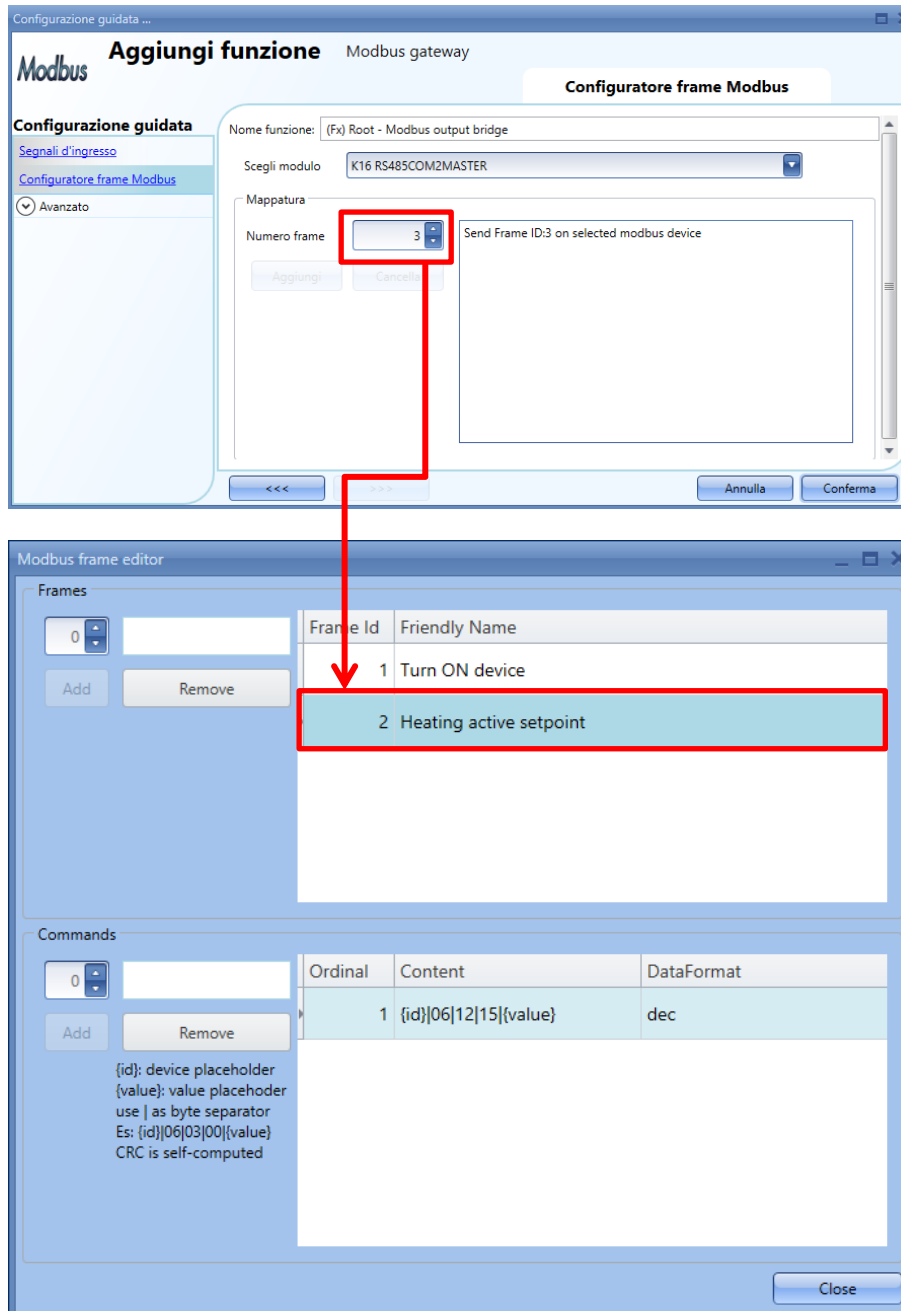 Configurazione guidata ...
Modbus
Aggiungi funzione
Modbus gateway
Configuratore frame Modbus
Configurazione guidata
Segnali d'ingresso
Configuratore frame Modbus
Avanzato
Nome funzione: (Fx) Root - Modbus output bridge
Scegli modulo K16 RS485COM2MASTER
Mappatura
Numero frame 3
Send Frame ID:3 on selected modbus device
Aggiungi
Cancella
<<<
>>>
Annulla
Conferma
Modbus frame editor
Frames
0
Add
Remove
Frame Id Friendly Name
1 Turn ON device
2 Heating active setpoint
Commands
0
Add
Remove
{id}: device placeholder
{value}: value placehoder
use | as byte separator
Es: {id}|06|03|00|{value}
CRC is self-computed
Ordinal Content DataFormat
1 {id}|06|12|15|{value} dec
Close